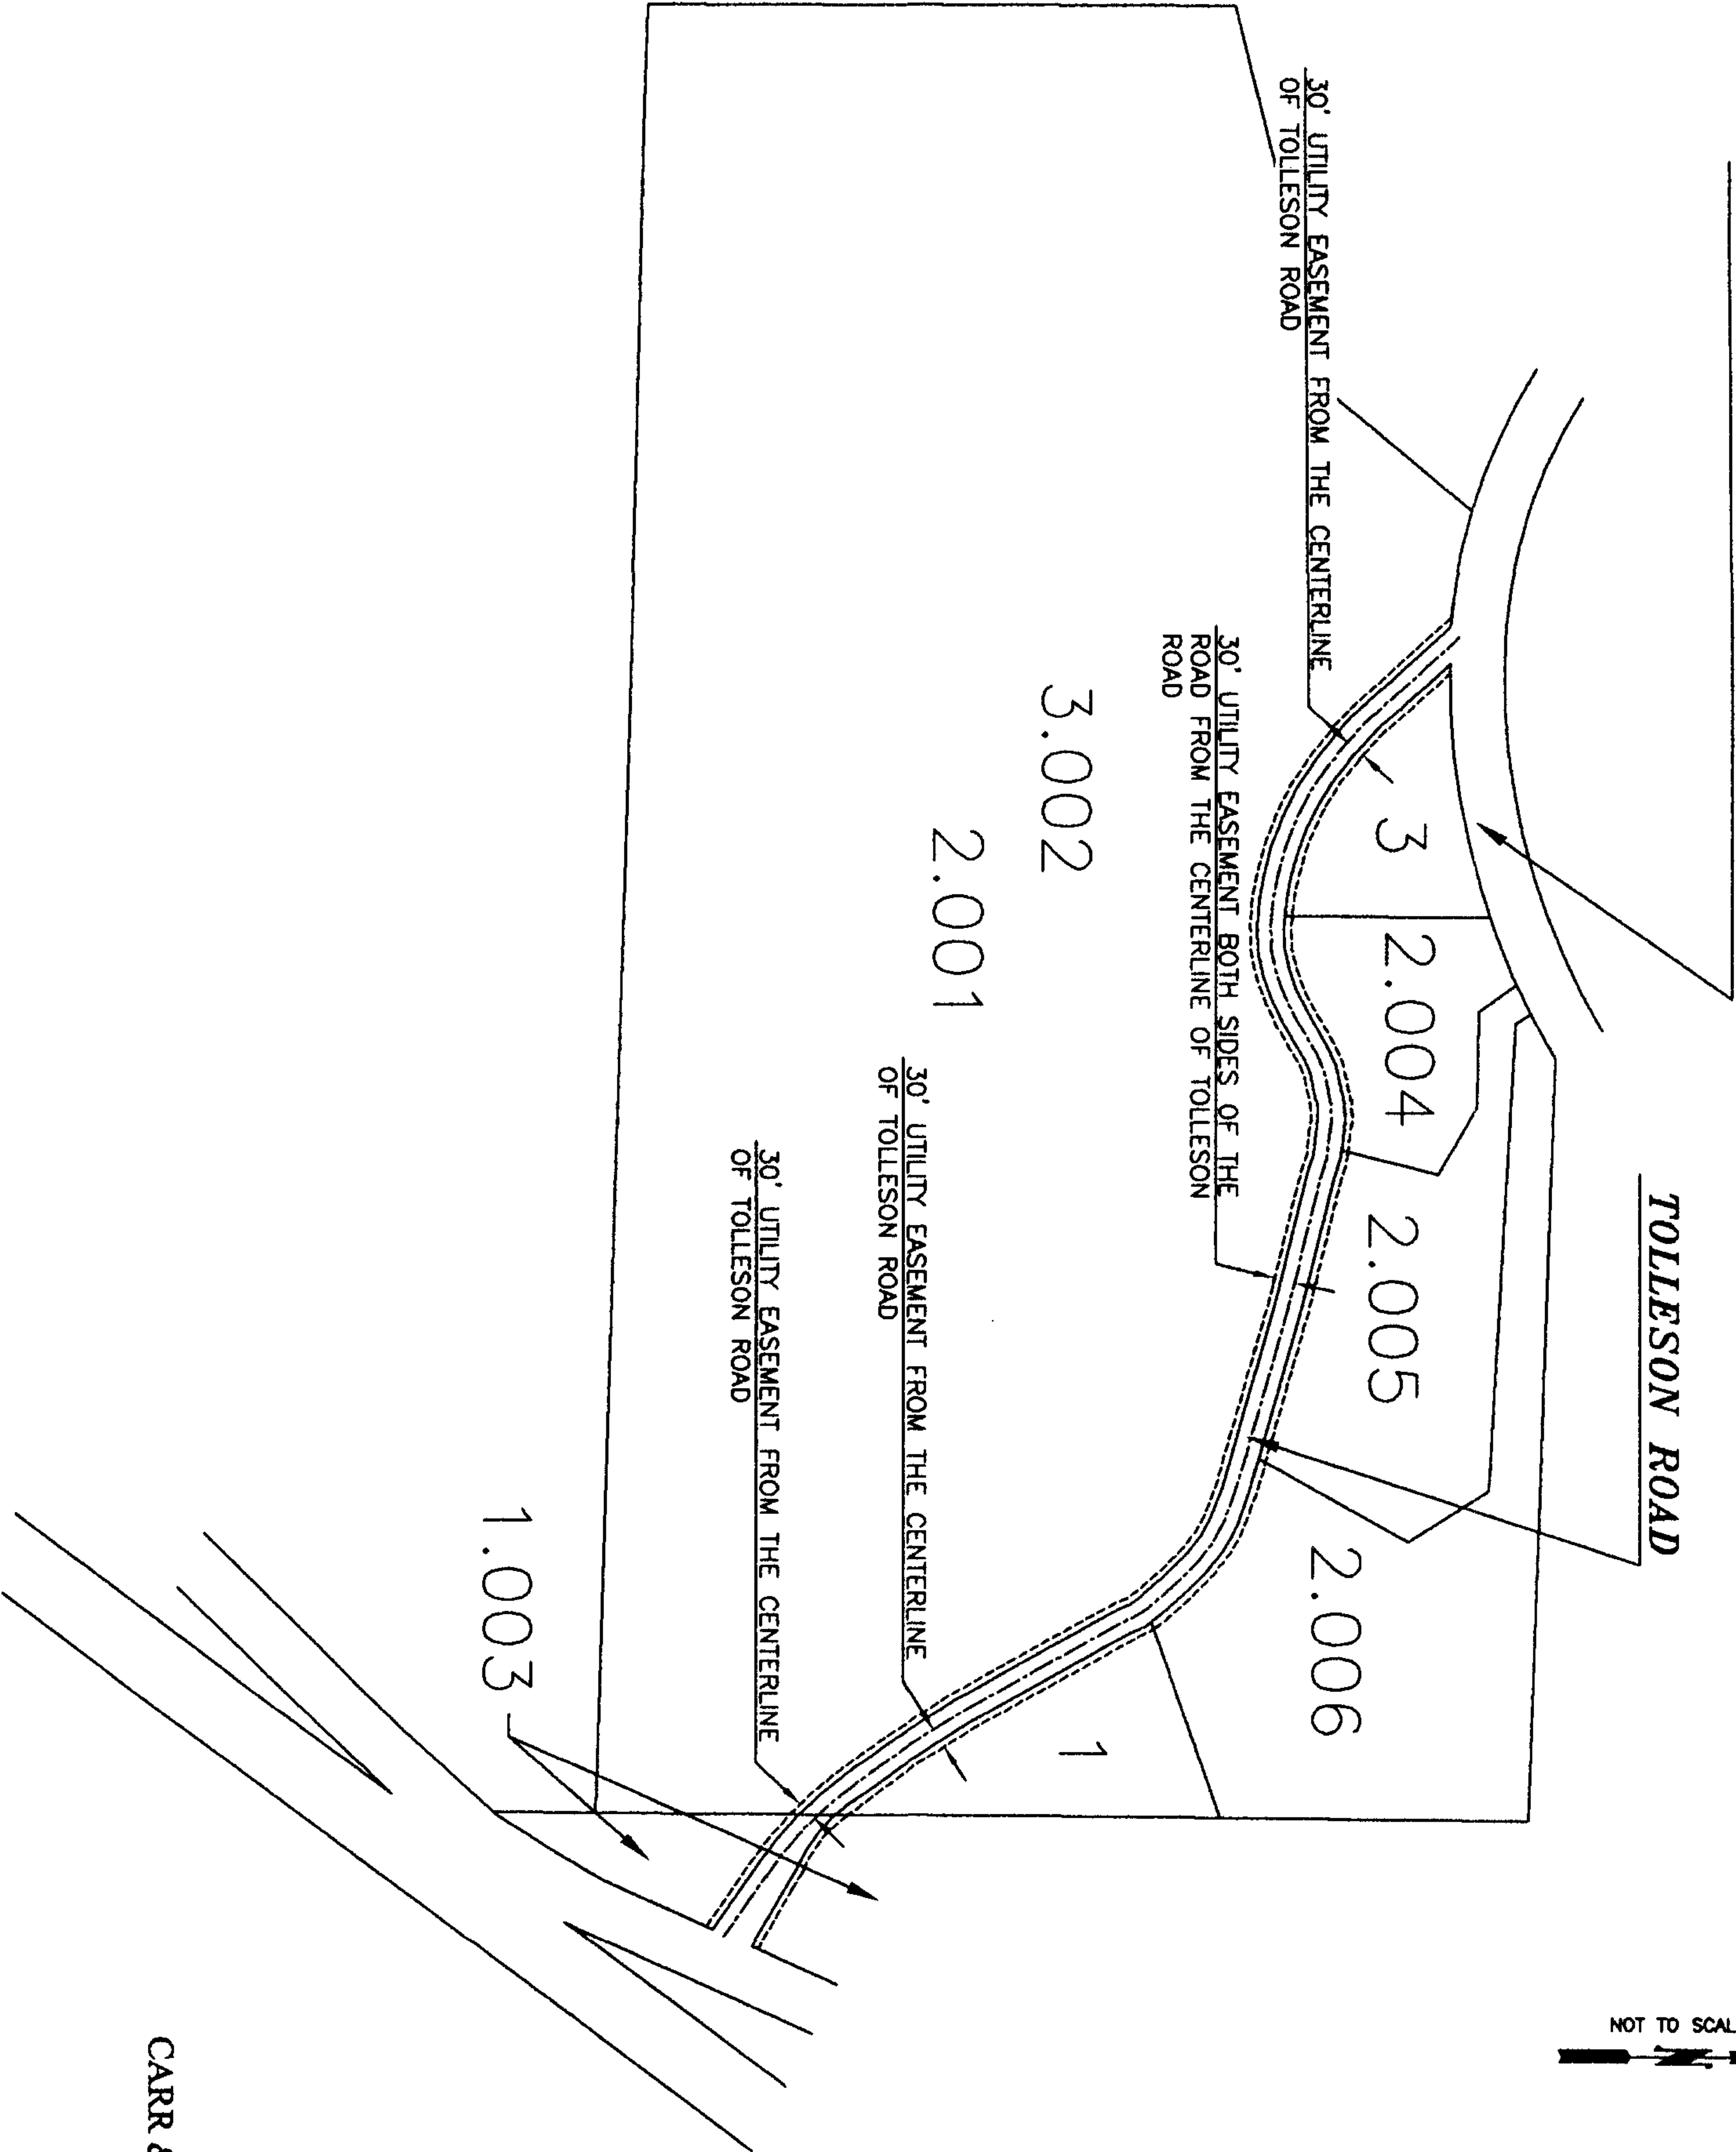 TOLLESON ROAD
30' UTILITY EASEMENT FROM THE CENTERLINE
OF TOLLESON ROAD
3
2.004
2.005
2.006
30' UTILITY EASEMENT BOTH SIDES OF THE
ROAD FROM THE CENTERLINE OF TOLLESON
ROAD
3.002
1
2.001
30' UTILITY EASEMENT FROM THE CENTERLINE
OF TOLLESON ROAD
30' UTILITY EASEMENT FROM THE CENTERLINE
OF TOLLESON ROAD
1.003
NOT TO SCAL
CARR &